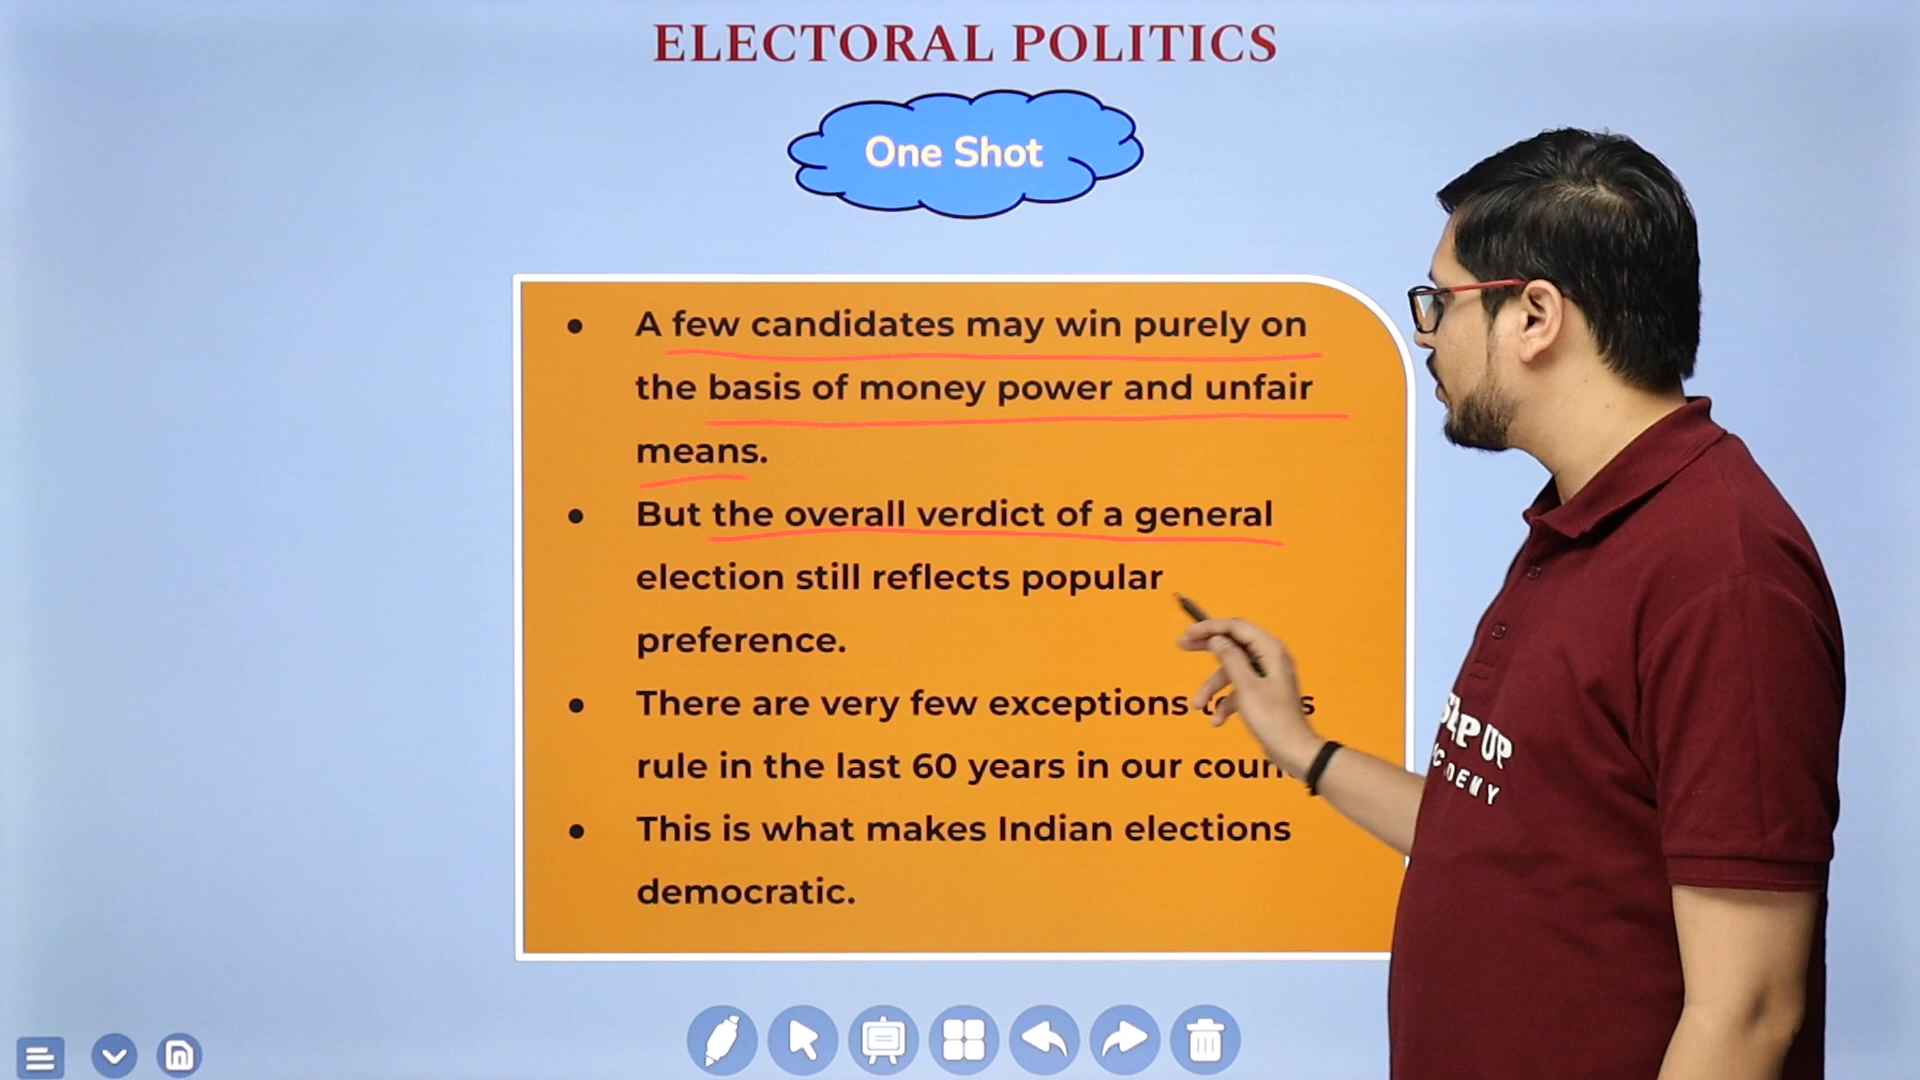 ELECTORAL POLITICS
One Shot
• A few candidates may win purely on
the basis of money power and unfair
means.
• But the overall verdict of a general
election still reflects popular
preference.
• There are very few exceptions
rule in the last 60 years in our
• This is what makes Indian elections
democratic.
UP